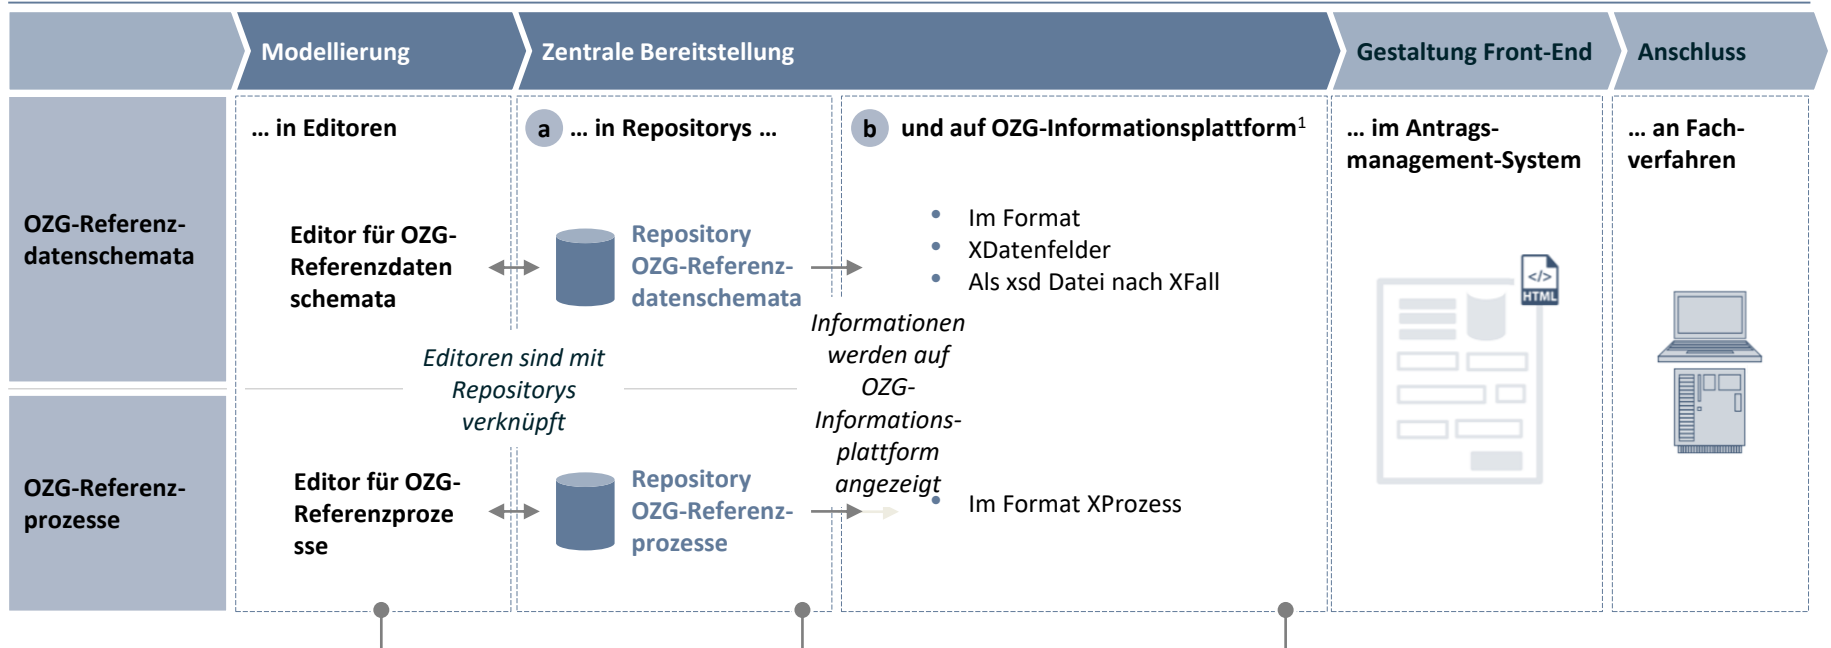 Modellierung
Zentrale Bereitstellung
Gestaltung Front-End
Anschluss
OZG-Referenz-
datenschemata
OZG-Referenz-
prozesse
… in Editoren
Editor für OZG-
Referenzdaten
schemata
Editoren sind mit
Repositorys
verknüpft
Editor für OZG-
Referenzproze
sse
a … in Repositorys …
Repository
OZG-Referenz-
datenschemata
Repository
OZG-Referenz-
prozesse
Informationen
werden auf
OZG-
Informations-
plattform
angezeigt
b und auf OZG-Informationsplattform¹
• Im Format
• XDatenfelder
• Als xsd Datei nach XFall
• Im Format XProzess
… im Antrags-
management-System
</>
HTML
… an Fach-
verfahren